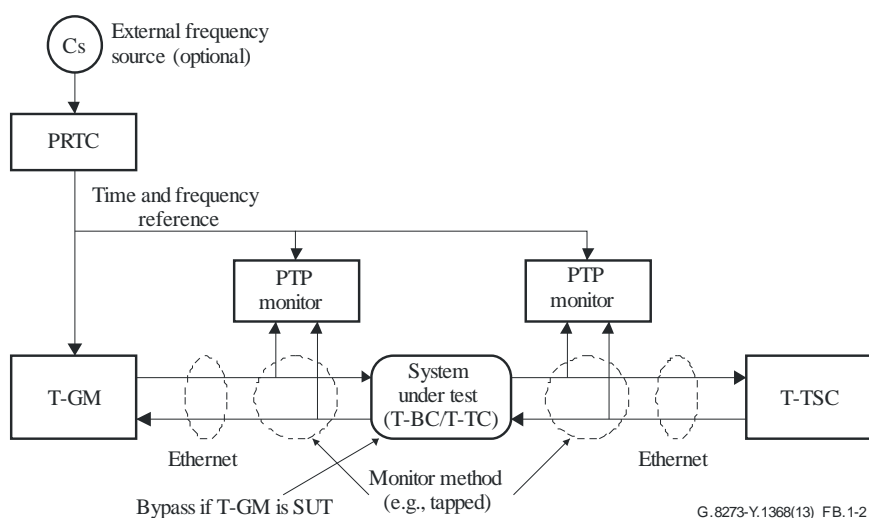 Cs
External frequency
source (optional)
PRTC
Time and frequency
reference
PTP
monitor
PTP
monitor
T-GM
System
under test
(T-BC/T-TC)
T-TSC
Ethernet
Monitor method
(e.g., tapped)
Ethernet
Bypass if T-GM is SUT
G.8273-Y.1368(13)_FB.1-2